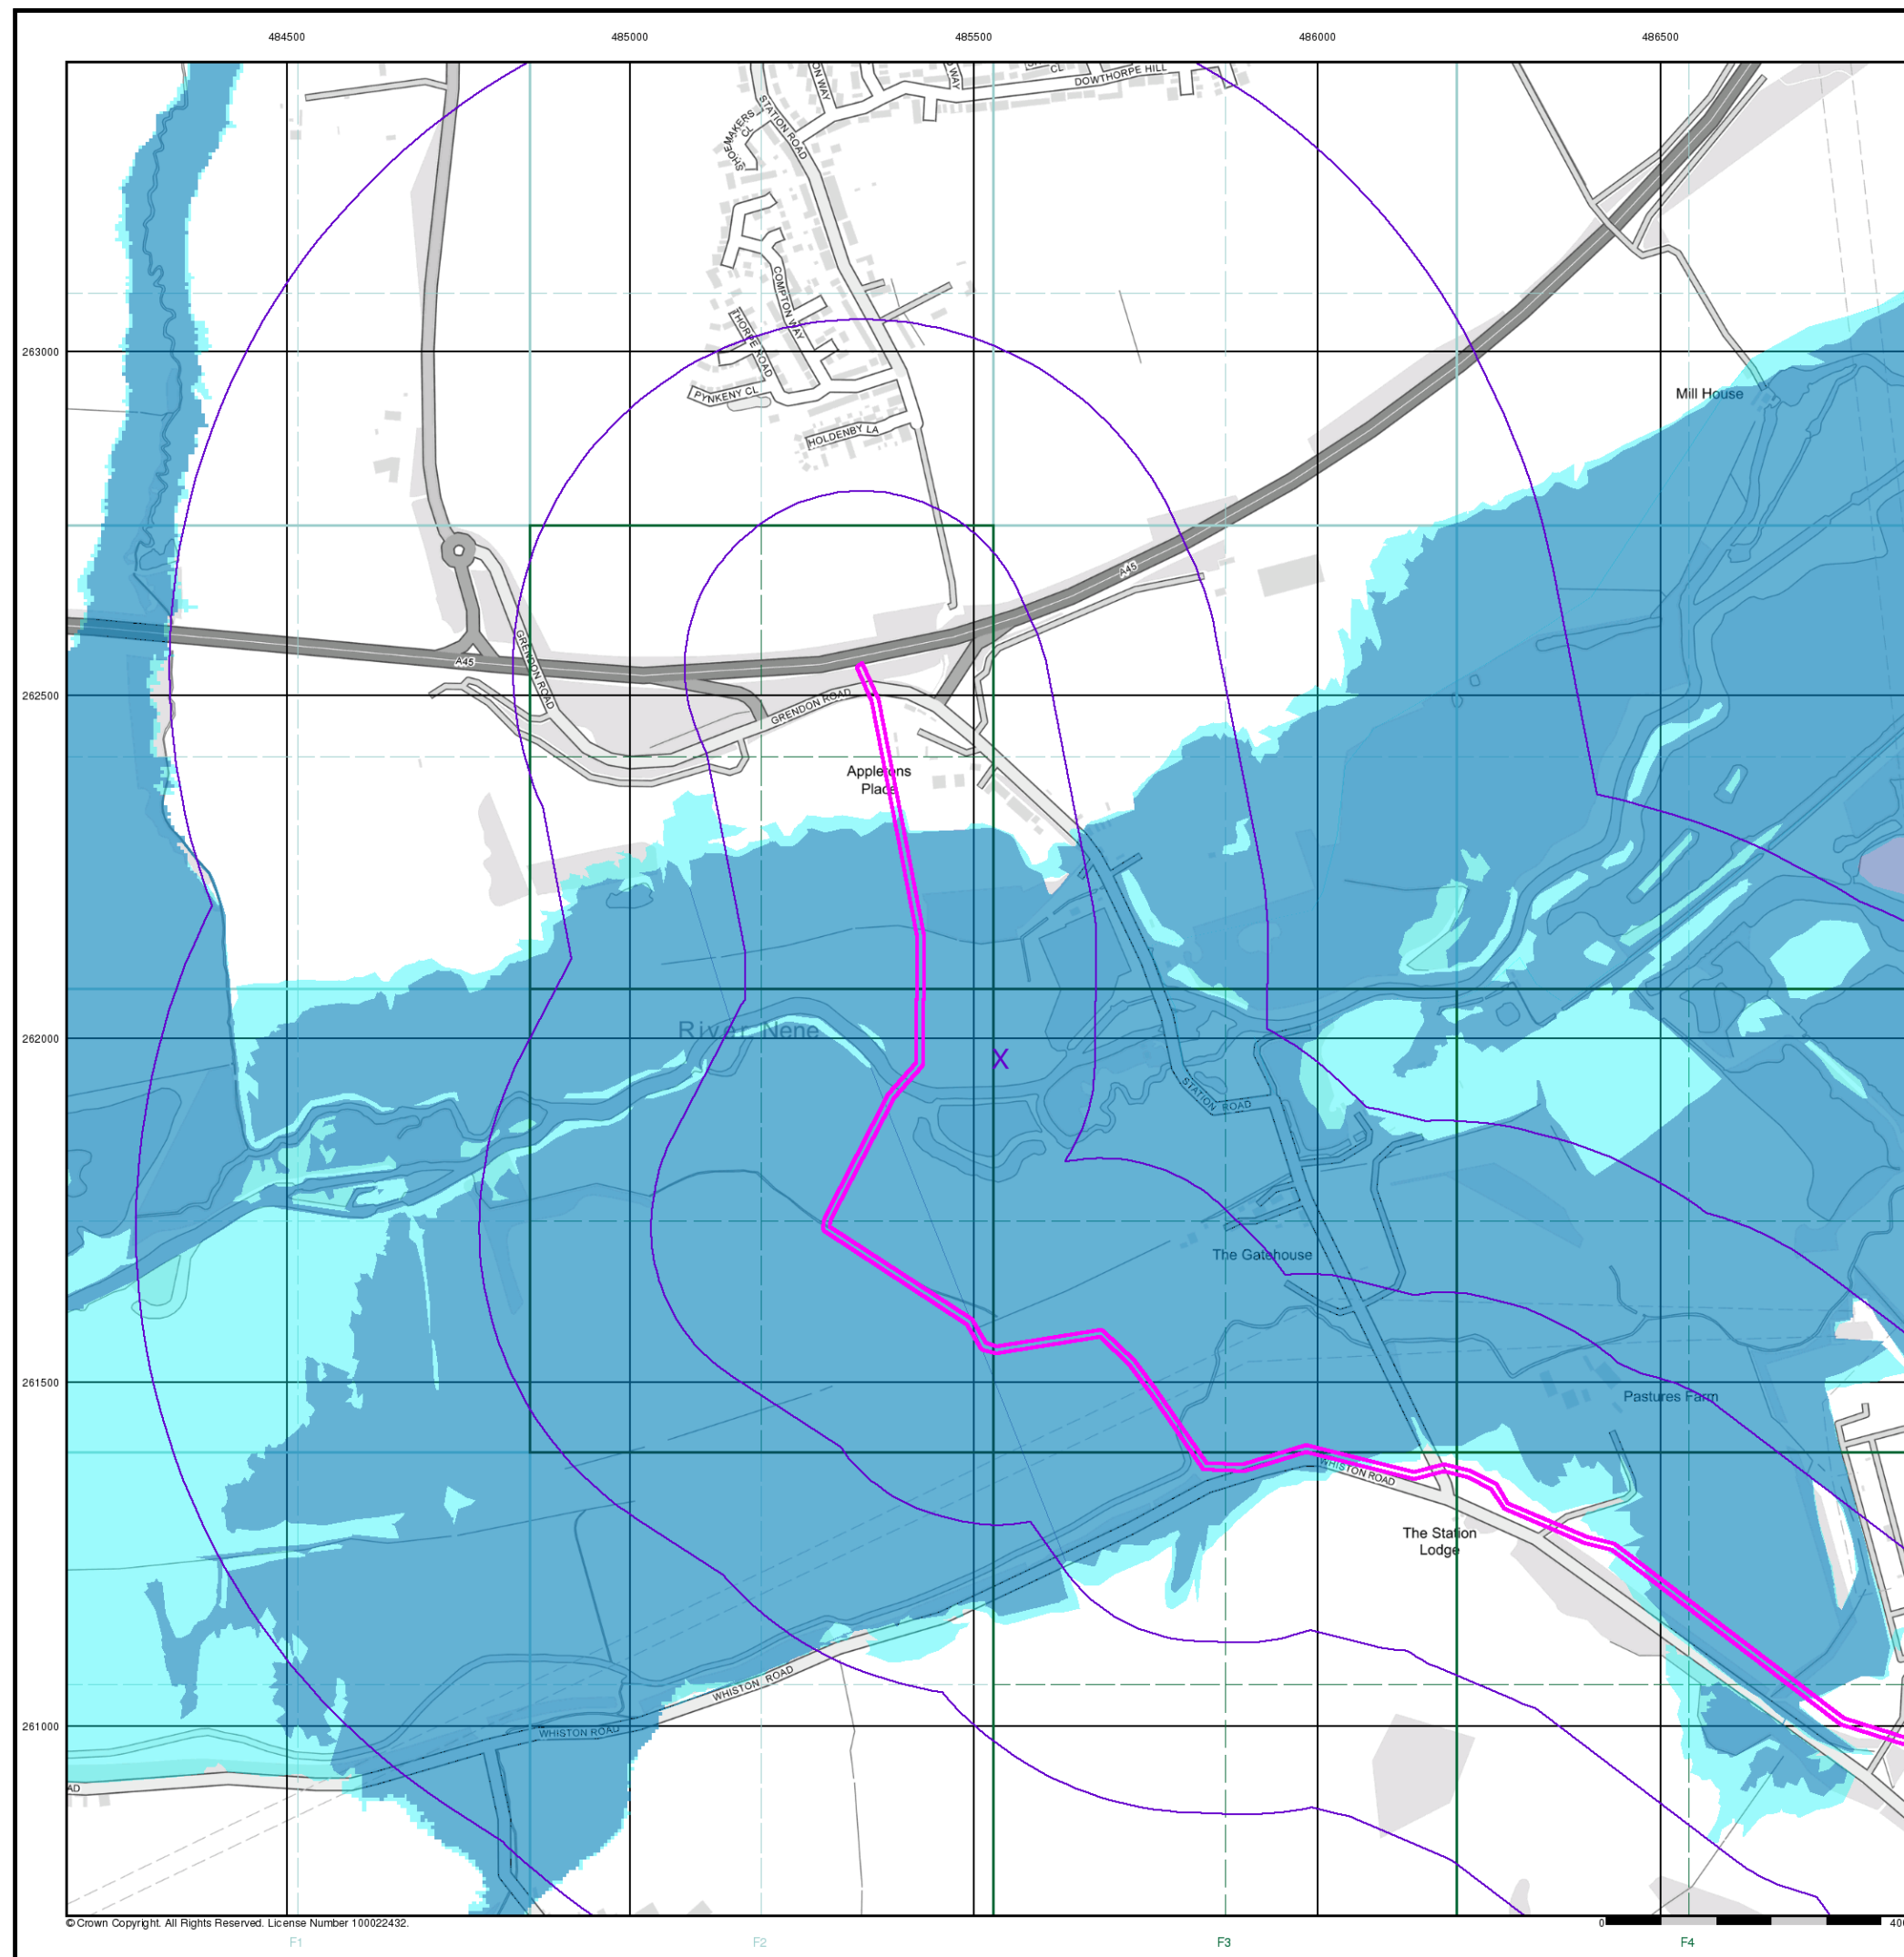 484500 485000 485500 486000 486500
WAY
WAY
CL
DOWTHORPE HILL
STATION ROAD
SHOEMAKERS
CL
COMPTON WAY
THORPE ROAD
263000
PYNKENY CL
Mill House
HOLDENBY LA
A45
GRENDON ROAD
A45
262500
GRENDON ROAD
Appletons
Place
River Nene
262000
X
STATION ROAD
The Gatehouse
261500
Pastures Farm
WHISTON ROAD
The Station
Lodge
WHISTON ROAD
261000
WHISTON ROAD
AD
© Crown Copyright. All Rights Reserved. License Number 100022432.
0 400
F1 F2 F3 F4